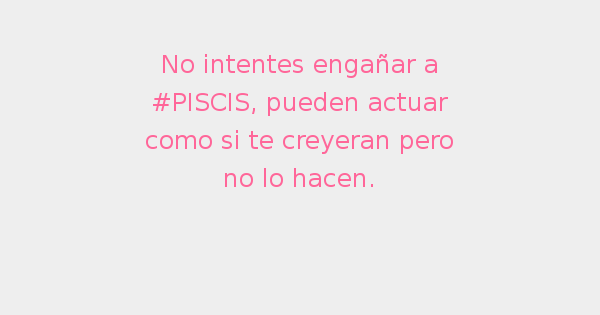 No intentes engañar a
#PISCIS, pueden actuar
como si te creyeran pero
no lo hacen.